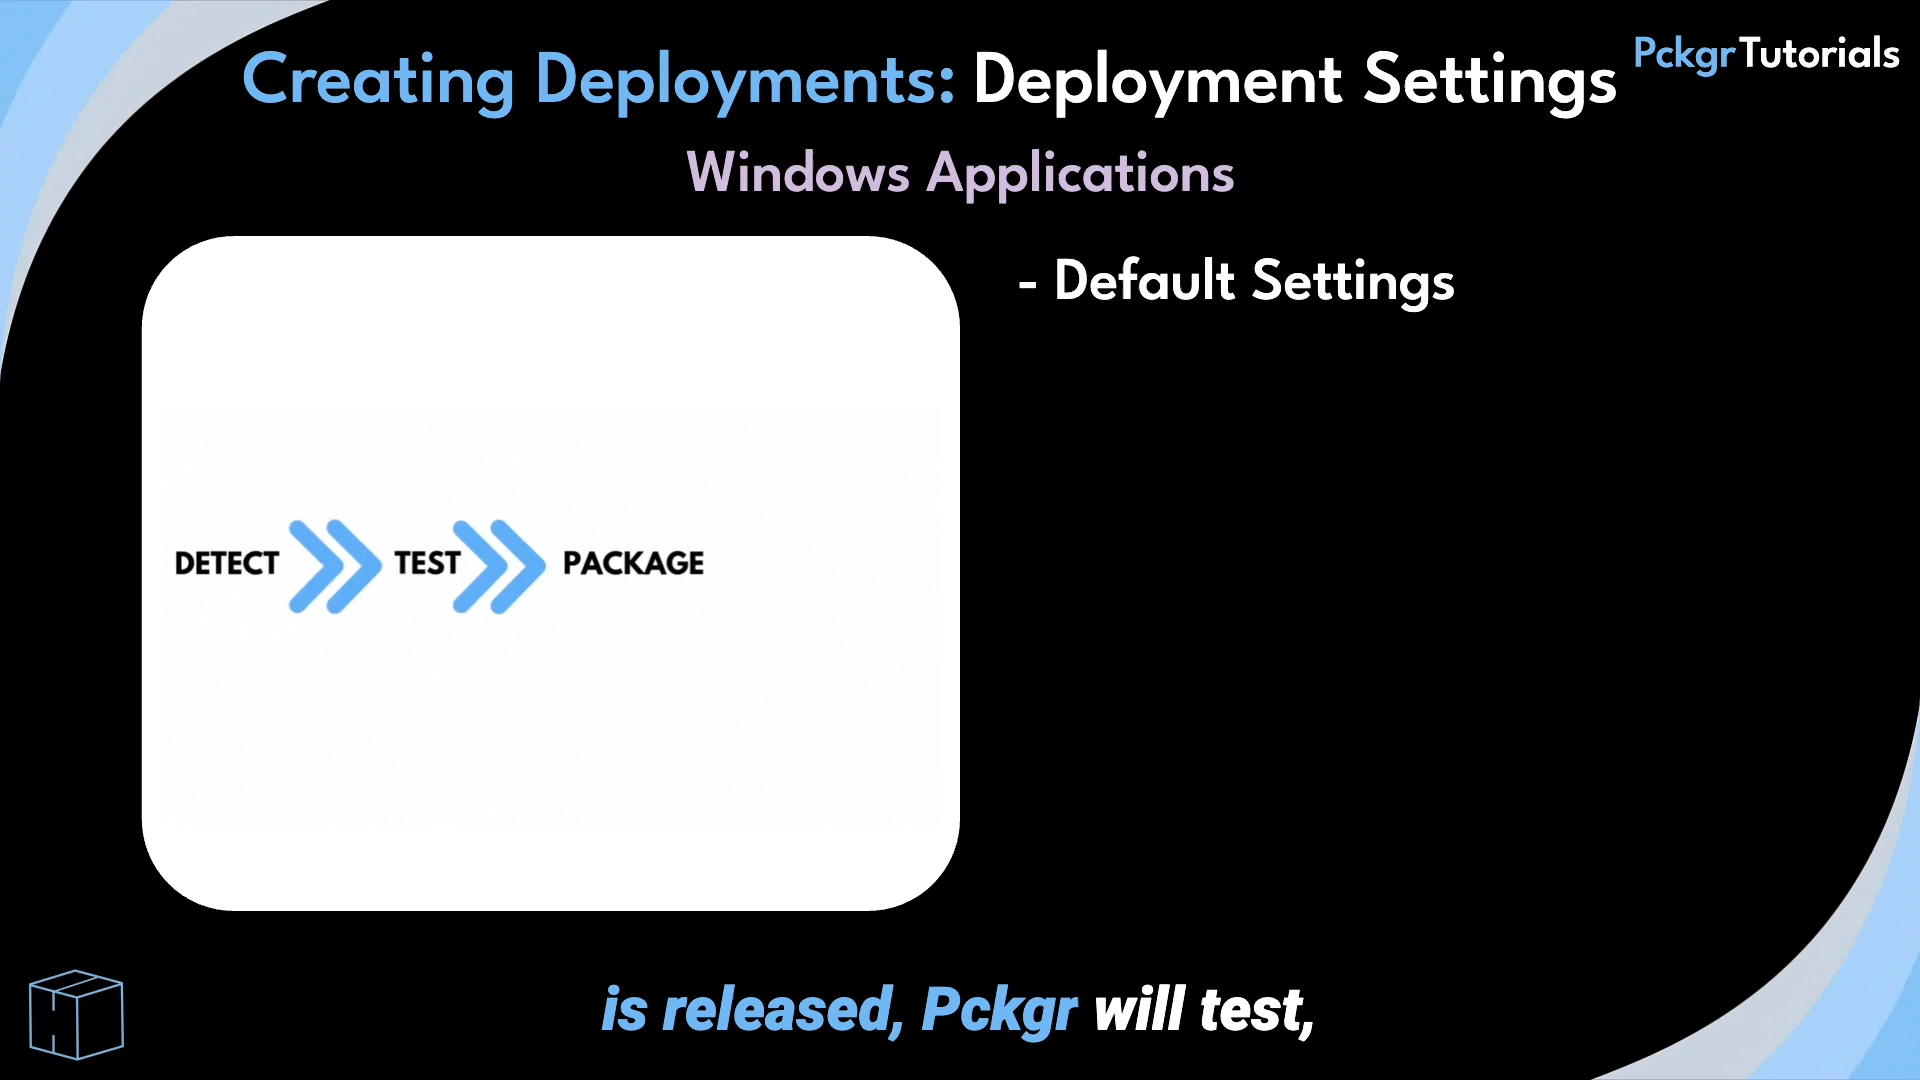 Creating Deployments: Deployment Settings
PckgrTutorials
Windows Applications
- Default Settings
DETECT TEST PACKAGE
is released, Pckgr will test,